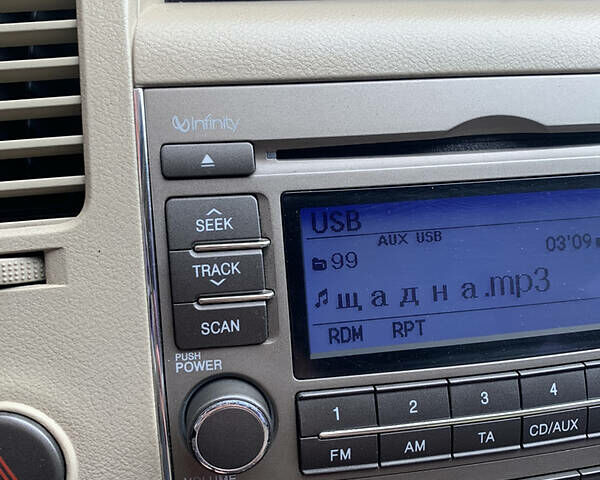 Infinity
SEEK
TRACK
SCAN
PUSH
POWER
VOLUME
USB
AUX USB
99 03'09
щадна.mp3
RDM RPT
1 2 3 4
FM AM TA CD/AUX